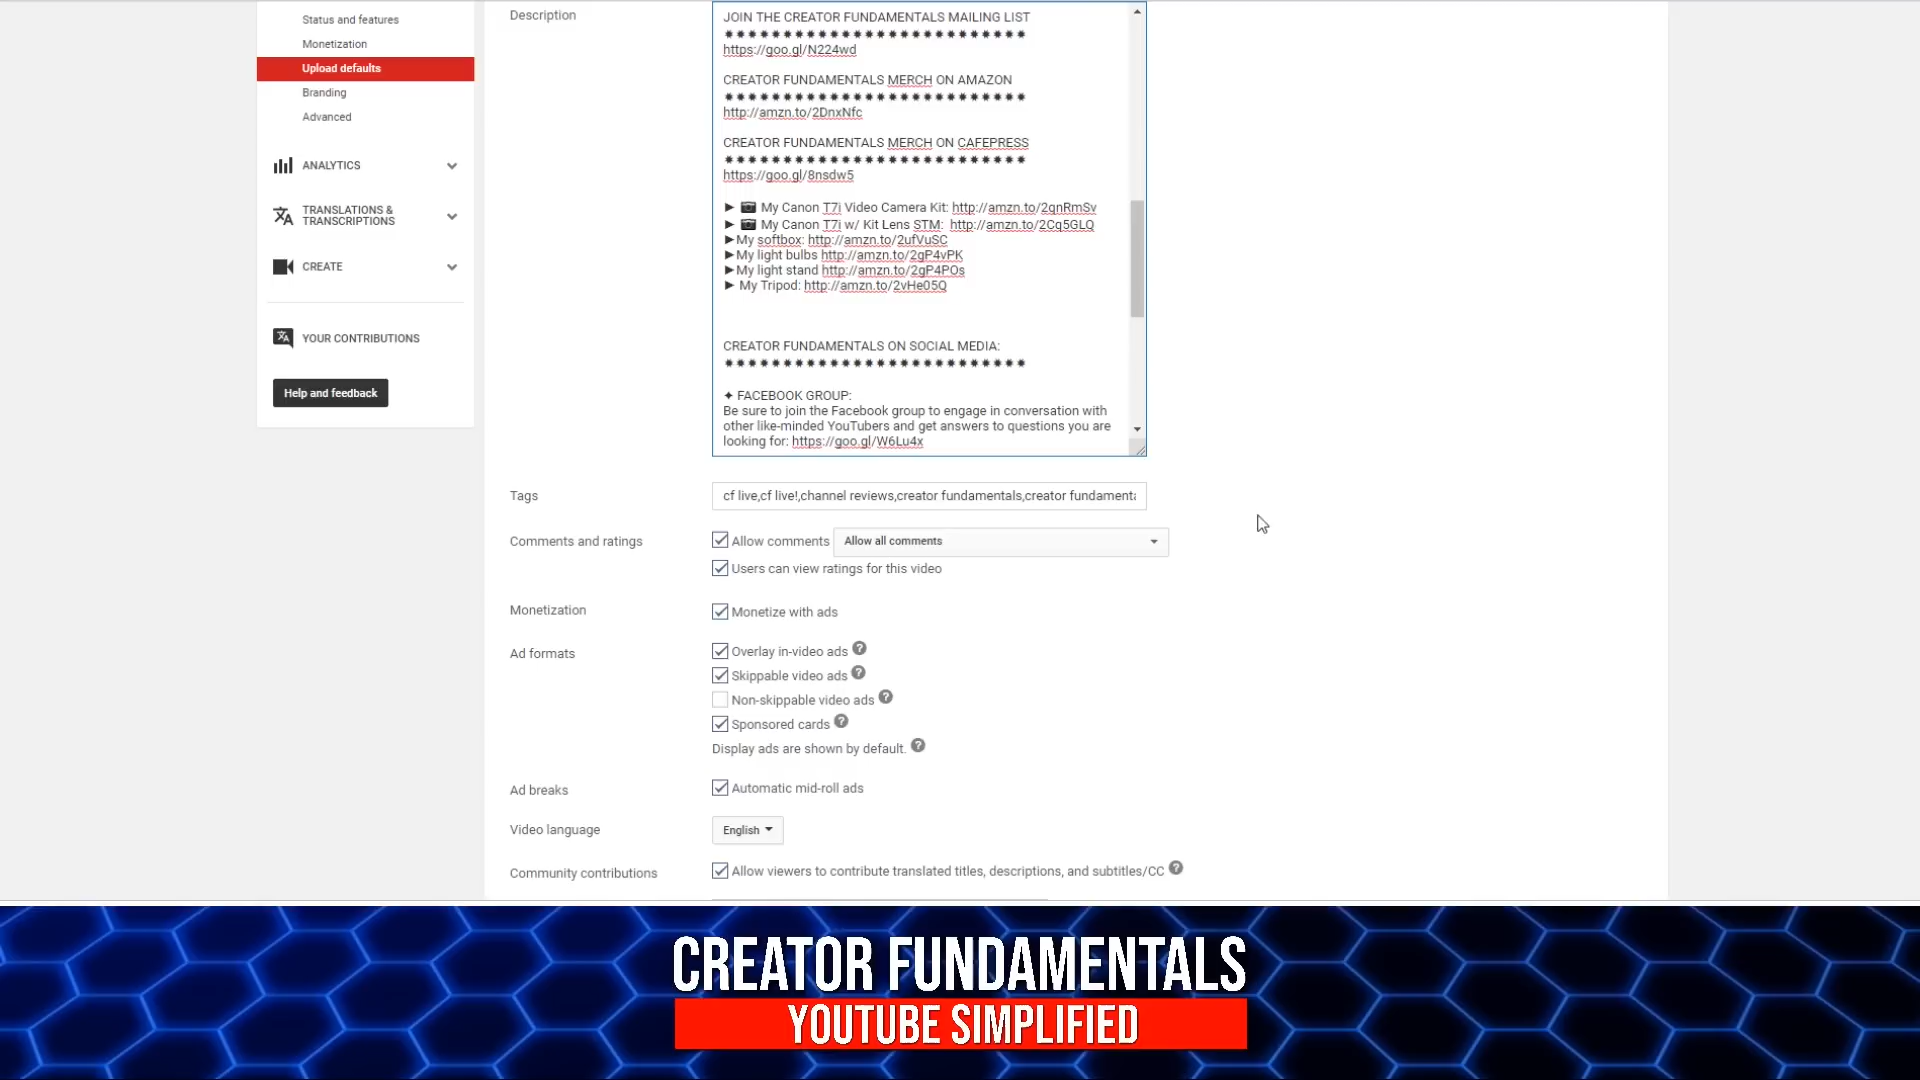 Status and features
Monetization
Upload defaults
Branding
Advanced
ANALYTICS
TRANSLATIONS &
TRANSCRIPTIONS
CREATE
YOUR CONTRIBUTIONS
Help and feedback
Description
JOIN THE CREATOR FUNDAMENTALS MAILING LIST
✷✷✷✷✷✷✷✷✷✷✷✷✷✷✷✷✷✷✷✷✷✷✷✷✷✷
https://goo.gl/N224wd
CREATOR FUNDAMENTALS MERCH ON AMAZON
✷✷✷✷✷✷✷✷✷✷✷✷✷✷✷✷✷✷✷✷✷✷✷✷✷✷
http://amzn.to/2DnxNfc
CREATOR FUNDAMENTALS MERCH ON CAFEPRESS
✷✷✷✷✷✷✷✷✷✷✷✷✷✷✷✷✷✷✷✷✷✷✷✷✷✷
https://goo.gl/8nsdw5
► 📷 My Canon T7i Video Camera Kit: http://amzn.to/2qnRmSv
► 📷 My Canon T7i w/ Kit Lens STM:  http://amzn.to/2Cq5GLQ
►My softbox: http://amzn.to/2ufVuSC
►My light bulbs http://amzn.to/2gP4vPK
►My light stand http://amzn.to/2gP4POs
► My Tripod: http://amzn.to/2vHe05Q
CREATOR FUNDAMENTALS ON SOCIAL MEDIA:
✷✷✷✷✷✷✷✷✷✷✷✷✷✷✷✷✷✷✷✷✷✷✷✷✷✷
✦ FACEBOOK GROUP:
Be sure to join the Facebook group to engage in conversation with
other like-minded YouTubers and get answers to questions you are
looking for: https://goo.gl/W6Lu4x
Tags
cf live,cf live!,channel reviews,creator fundamentals,creator fundamenta
Comments and ratings
Allow comments
Allow all comments
Users can view ratings for this video
Monetization
Monetize with ads
Ad formats
Overlay in-video ads ?
Skippable video ads ?
Non-skippable video ads ?
Sponsored cards ?
Display ads are shown by default. ?
Ad breaks
Automatic mid-roll ads
Video language
English
Community contributions
Allow viewers to contribute translated titles, descriptions, and subtitles/CC ?
CREATOR FUNDAMENTALS
YOUTUBE SIMPLIFIED